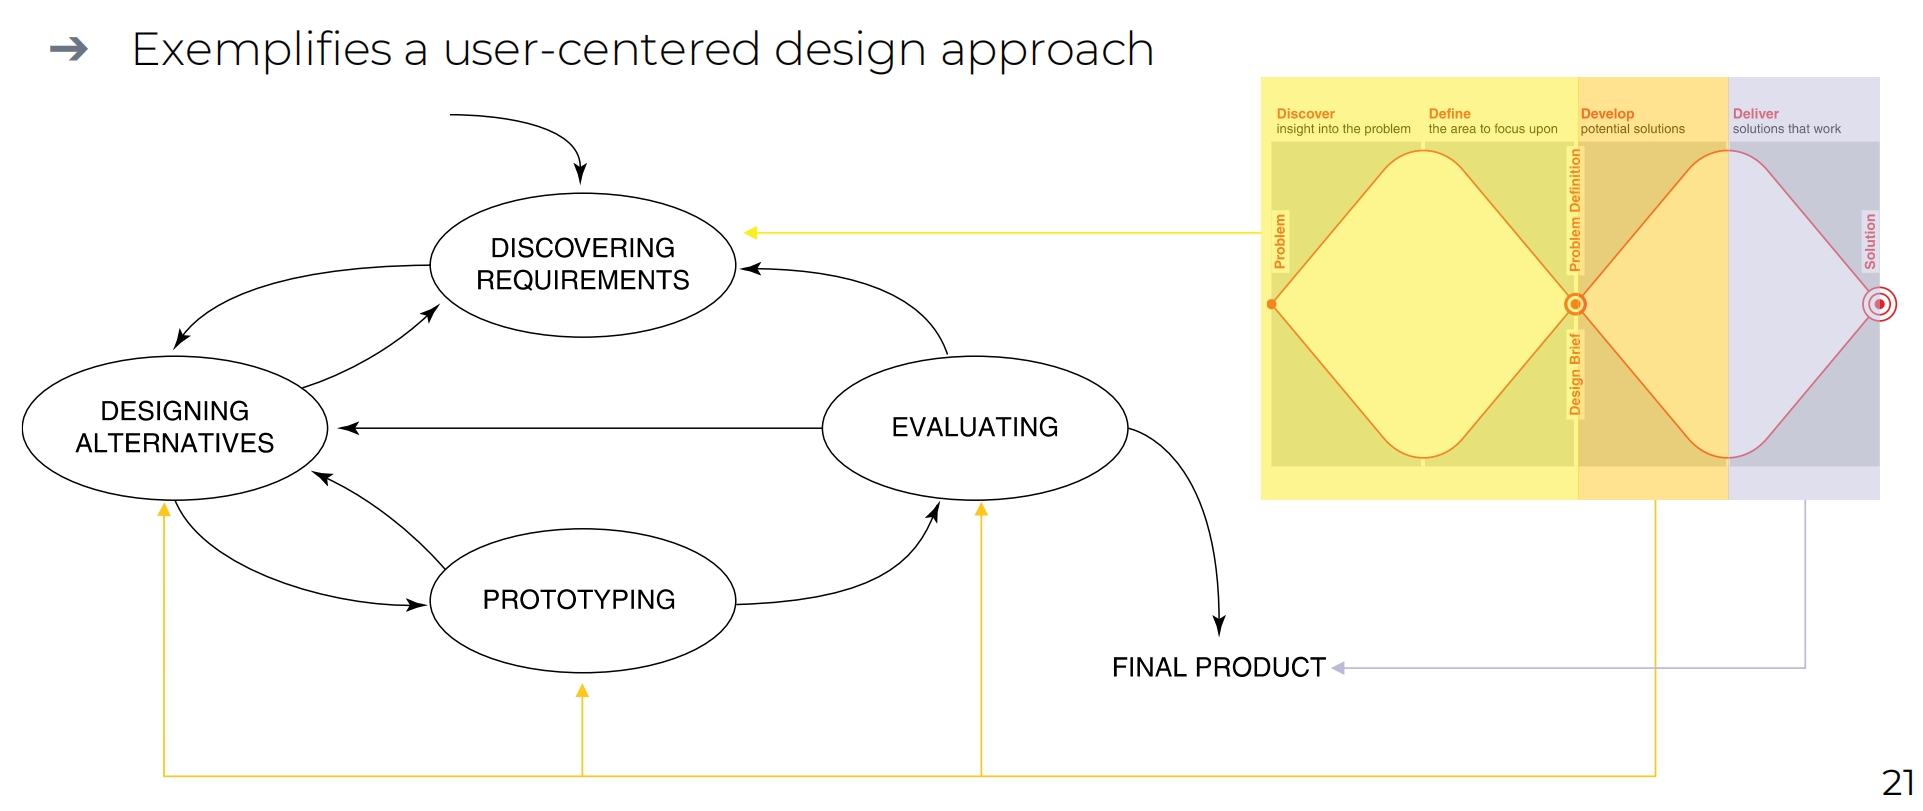 ➔ Exemplifies a user-centered design approach
Discover
insight into the problem
Define
the area to focus upon
Develop
potential solutions
Deliver
solutions that work
Problem
Problem Definition
Design Brief
Solution
DISCOVERING
REQUIREMENTS
DESIGNING
ALTERNATIVES
EVALUATING
PROTOTYPING
FINAL PRODUCT
21